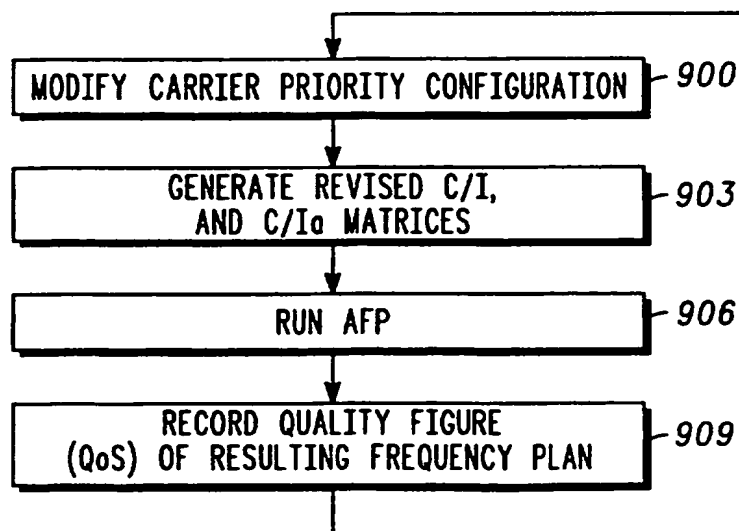 MODIFY CARRIER PRIORITY CONFIGURATION 900
GENERATE REVISED C/I, 903
AND C/Ia MATRICES
RUN AFP 906
RECORD QUALITY FIGURE 909
(QoS) OF RESULTING FREQUENCY PLAN